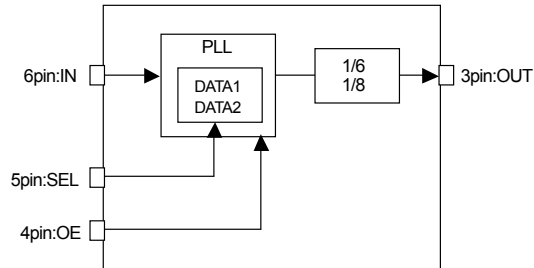 PLL
6pin:IN
DATA1
DATA2
1/6
1/8
3pin:OUT
5pin:SEL
4pin:OE